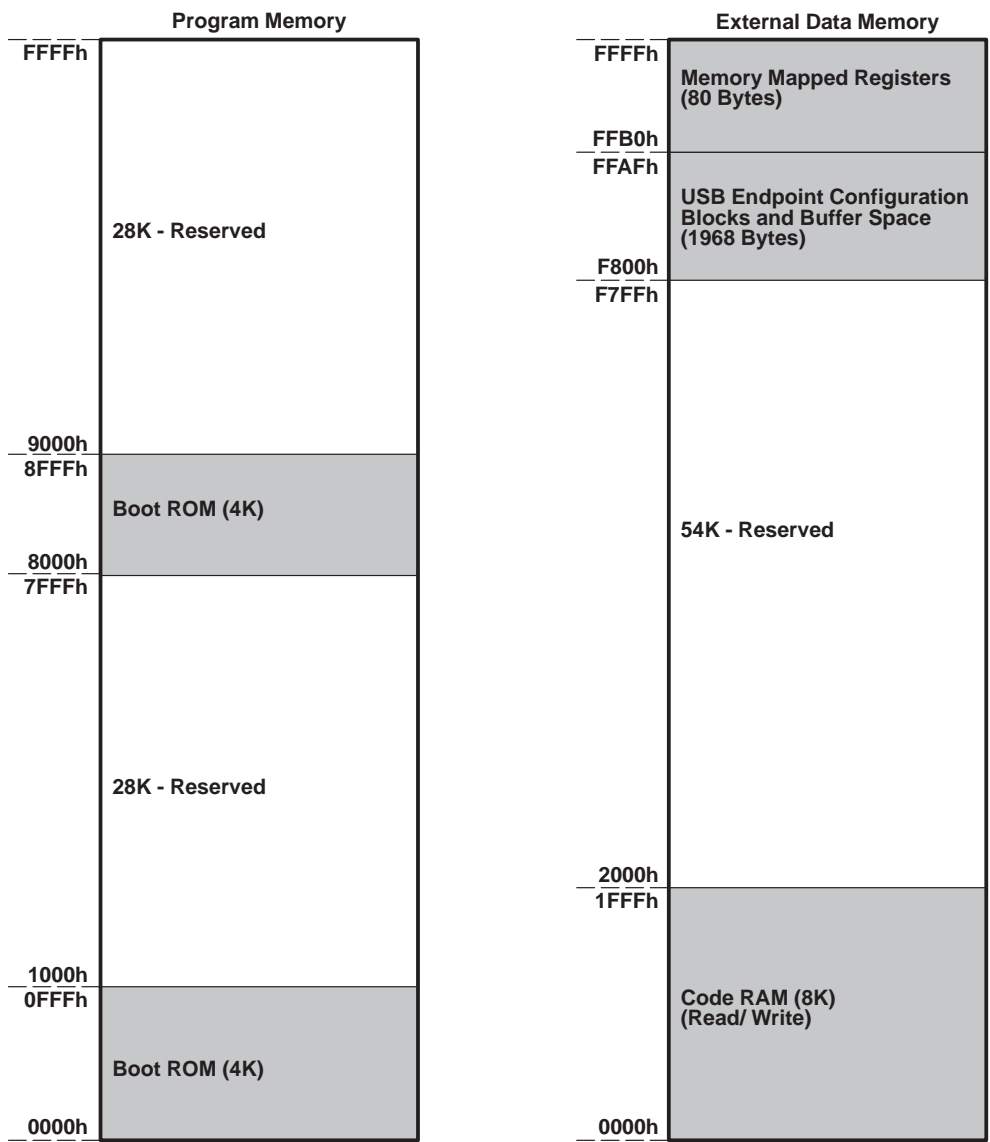 Program Memory
FFFFh
28K - Reserved
9000h
8FFFh
Boot ROM (4K)
8000h
7FFFh
28K - Reserved
1000h
0FFFh
Boot ROM (4K)
0000h
External Data Memory
FFFFh
Memory Mapped Registers
(80 Bytes)
FFB0h
FFAFh
USB Endpoint Configuration
Blocks and Buffer Space
(1968 Bytes)
F800h
F7FFh
54K - Reserved
2000h
1FFFh
Code RAM (8K)
(Read/ Write)
0000h